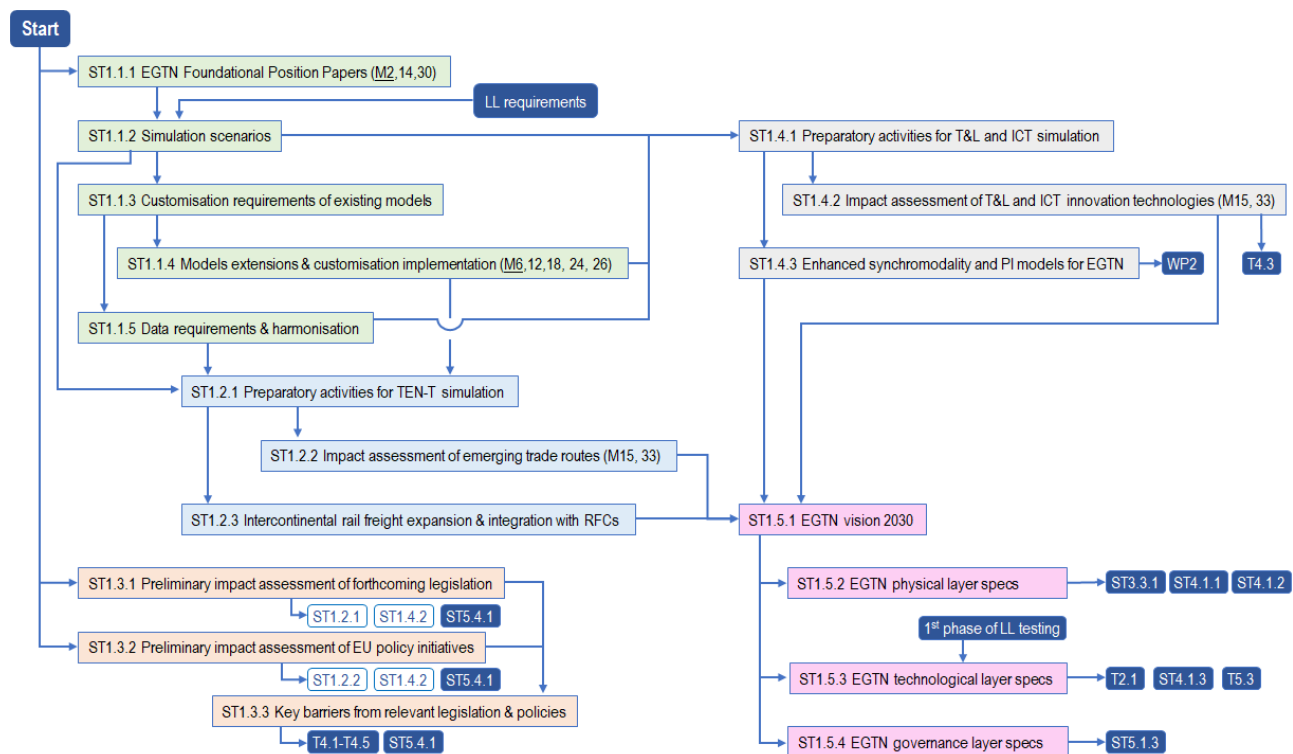 Start
ST1.1.1 EGTN Foundational Position Papers (M2,14,30)
LL requirements
ST1.1.2 Simulation scenarios
ST1.4.1 Preparatory activities for T&L and ICT simulation
ST1.1.3 Customisation requirements of existing models
ST1.4.2 Impact assessment of T&L and ICT innovation technologies (M15, 33)
ST1.1.4 Models extensions & customisation implementation (M6,12,18, 24, 26)
ST1.4.3 Enhanced synchromodality and PI models for EGTN
WP2
T4.3
ST1.1.5 Data requirements & harmonisation
ST1.2.1 Preparatory activities for TEN-T simulation
ST1.2.2 Impact assessment of emerging trade routes (M15, 33)
ST1.2.3 Intercontinental rail freight expansion & integration with RFCs
ST1.5.1 EGTN vision 2030
ST1.3.1 Preliminary impact assessment of forthcoming legislation
ST1.2.1
ST1.4.2
ST5.4.1
ST1.5.2 EGTN physical layer specs
ST3.3.1
ST4.1.1
ST4.1.2
ST1.3.2 Preliminary impact assessment of EU policy initiatives
ST1.2.2
ST1.4.2
ST5.4.1
1st phase of LL testing
ST1.5.3 EGTN technological layer specs
T2.1
ST4.1.3
T5.3
ST1.3.3 Key barriers from relevant legislation & policies
T4.1-T4.5
ST5.4.1
ST1.5.4 EGTN governance layer specs
ST5.1.3